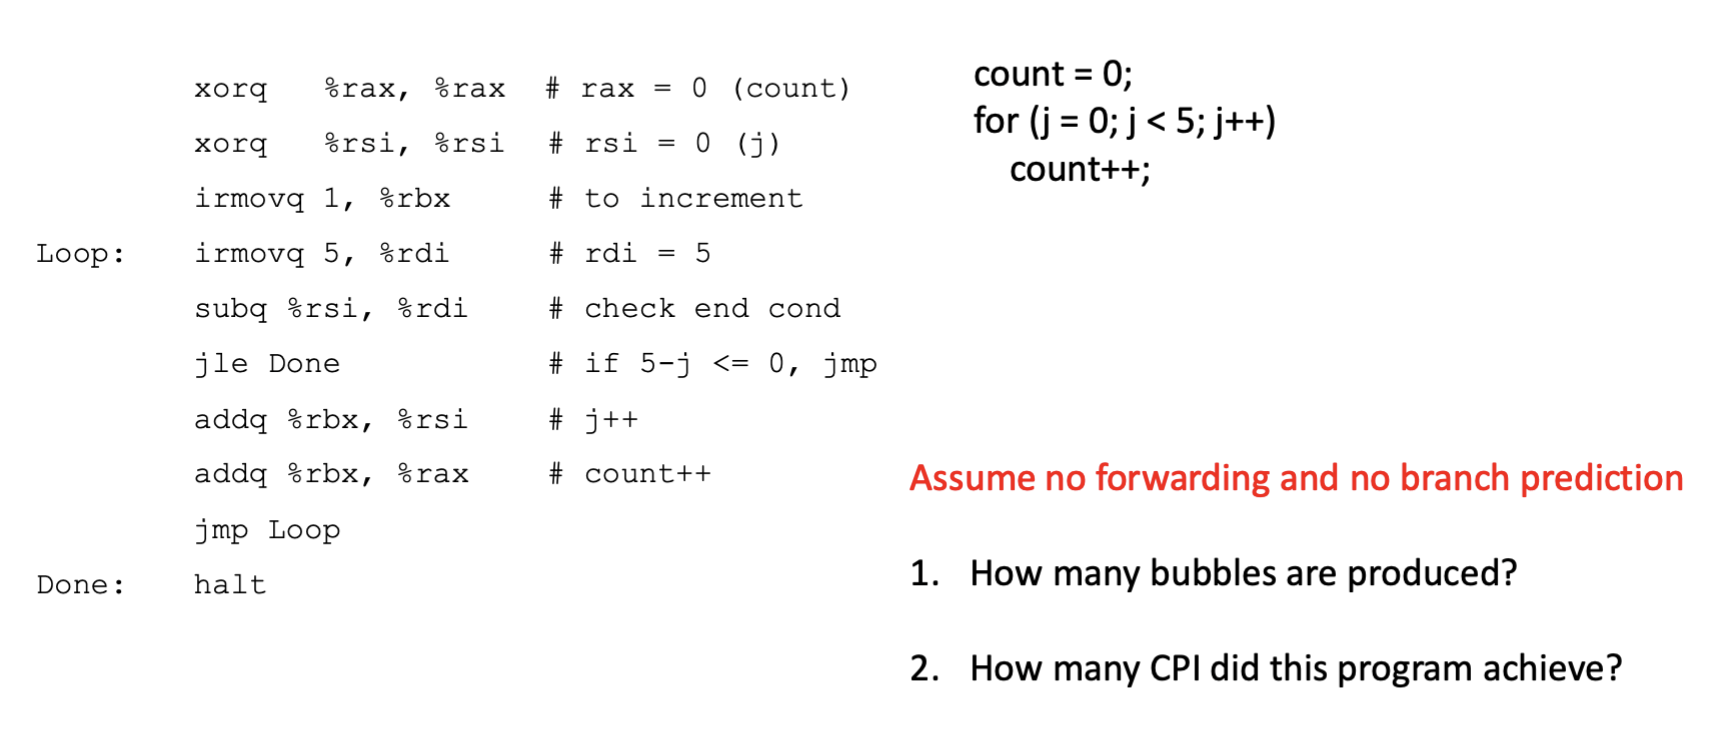 xorq %rax, %rax # rax = 0 (count)
xorq %rsi, %rsi # rsi = 0 (j)
irmovq 1, %rbx # to increment
Loop: irmovq 5, %rdi # rdi = 5
subq %rsi, %rdi # check end cond
jle Done # if 5-j <= 0, jmp
addq %rbx, %rsi # j++
addq %rbx, %rax # count++
jmp Loop
Done: halt
count = 0;
for (j = 0; j < 5; j++)
count++;
Assume no forwarding and no branch prediction
1. How many bubbles are produced?
2. How many CPI did this program achieve?